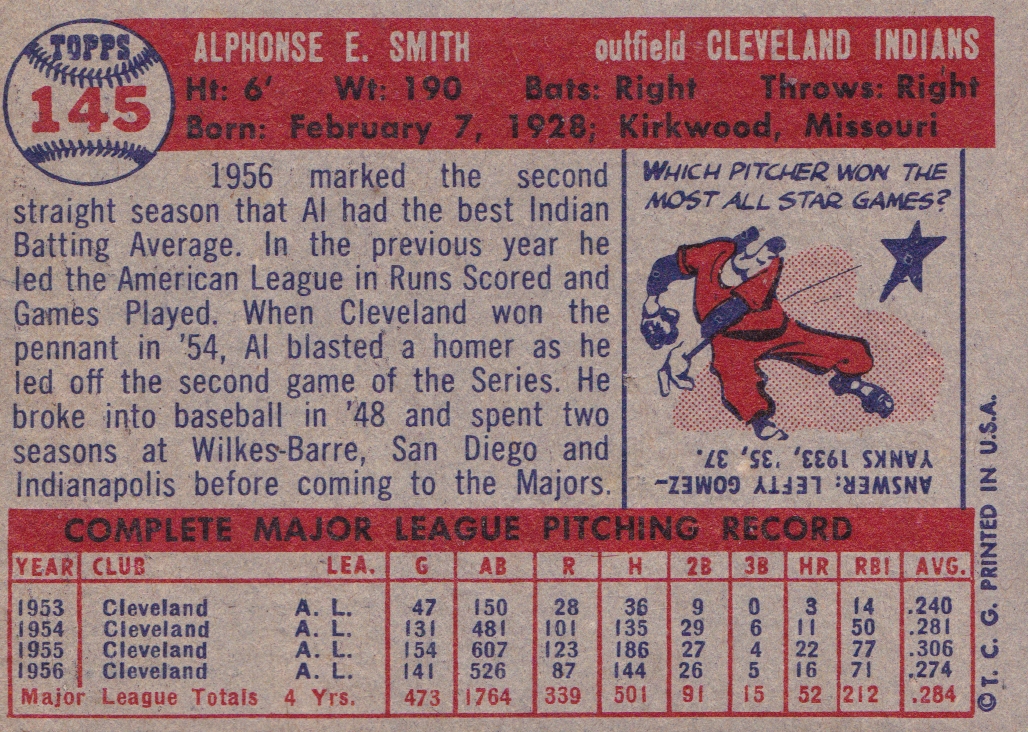 TOPPS
145
ALPHONSE E. SMITH outfield CLEVELAND INDIANS
Ht: 6' Wt: 190 Bats: Right Throws: Right
Born: February 7, 1928; Kirkwood, Missouri
1956 marked the second
straight season that Al had the best Indian
Batting Average. In the previous year he
led the American League in Runs Scored and
Games Played. When Cleveland won the
pennant in '54, Al blasted a homer as he
led off the second game of the Series. He
broke into baseball in '48 and spent two
seasons at Wilkes-Barre, San Diego and
Indianapolis before coming to the Majors.
WHICH PITCHER WON THE
MOST ALL STAR GAMES?
ANSWER: LEFTY GOMEZ-
YANKS 1933, '35, '37.
COMPLETE MAJOR LEAGUE PITCHING RECORD
YEAR CLUB LEA. G AB R H 2B 3B HR RBI AVG.
1953 Cleveland A. L. 47 150 28 36 9 0 3 14 .240
1954 Cleveland A. L. 131 481 101 135 29 6 11 50 .281
1955 Cleveland A. L. 154 607 123 186 27 4 22 77 .306
1956 Cleveland A. L. 141 526 87 144 26 5 16 71 .274
Major League Totals 4 Yrs. 473 1764 339 501 91 15 52 212 .284
© T. C. G. PRINTED IN U.S.A.